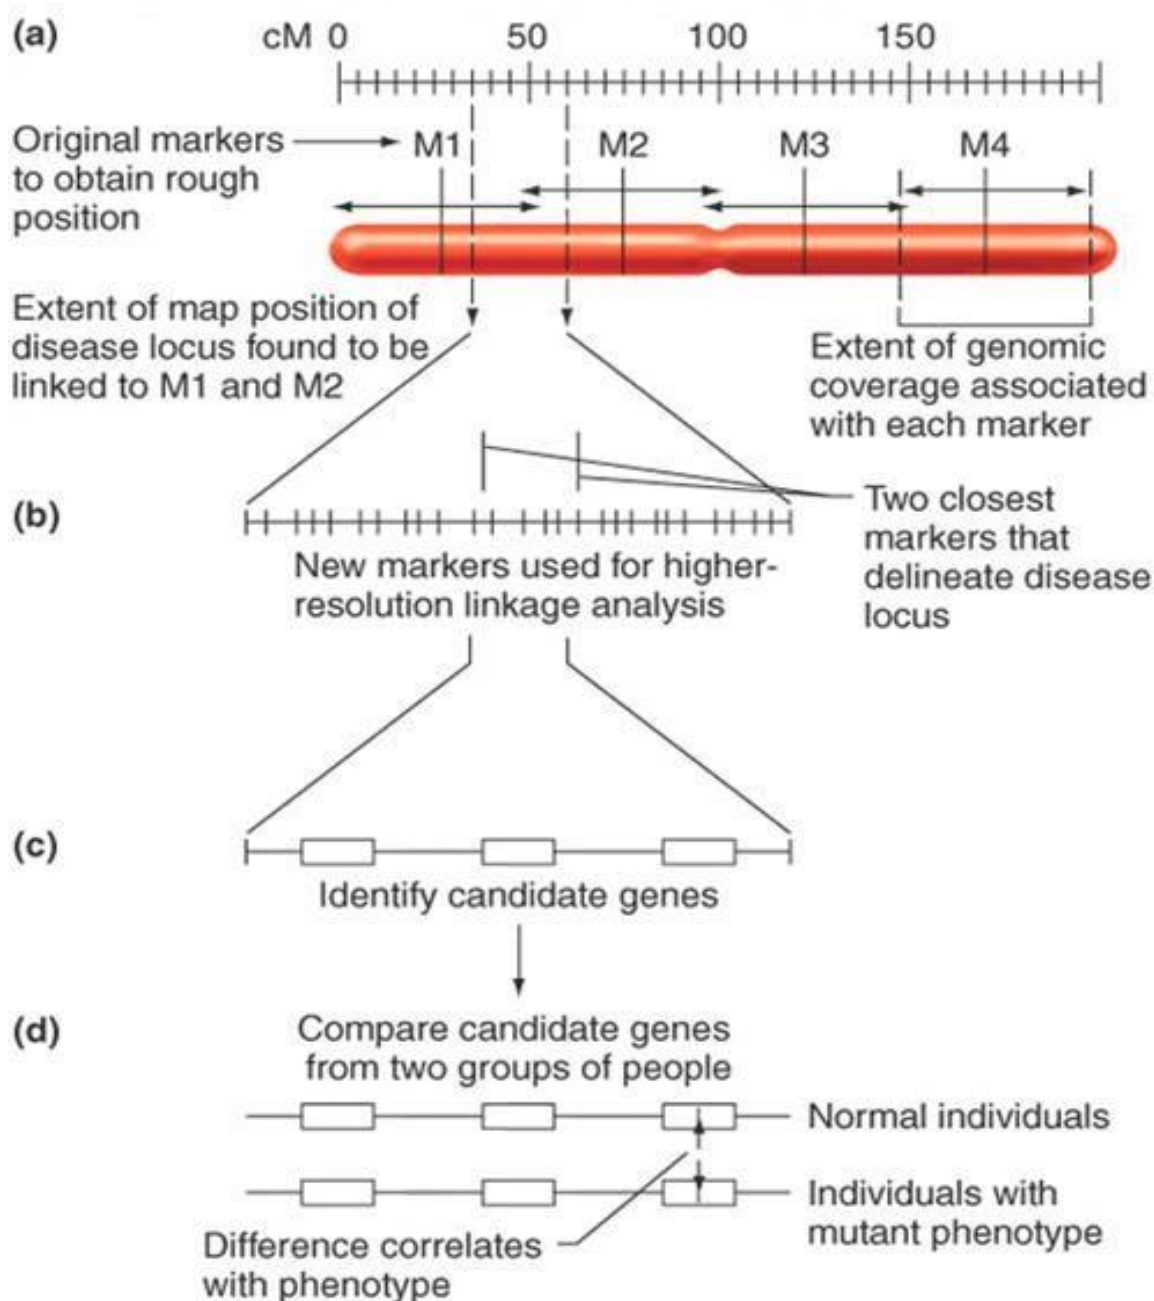 (a)
cM 0 50 100 150
Original markers
to obtain rough
position
M1 M2 M3 M4
Extent of map position of
disease locus found to be
linked to M1 and M2
Extent of genomic
coverage associated
with each marker
(b)
Two closest
markers that
delineate disease
locus
New markers used for higher-
resolution linkage analysis
(c)
Identify candidate genes
(d)
Compare candidate genes
from two groups of people
Normal individuals
Individuals with
mutant phenotype
Difference correlates
with phenotype